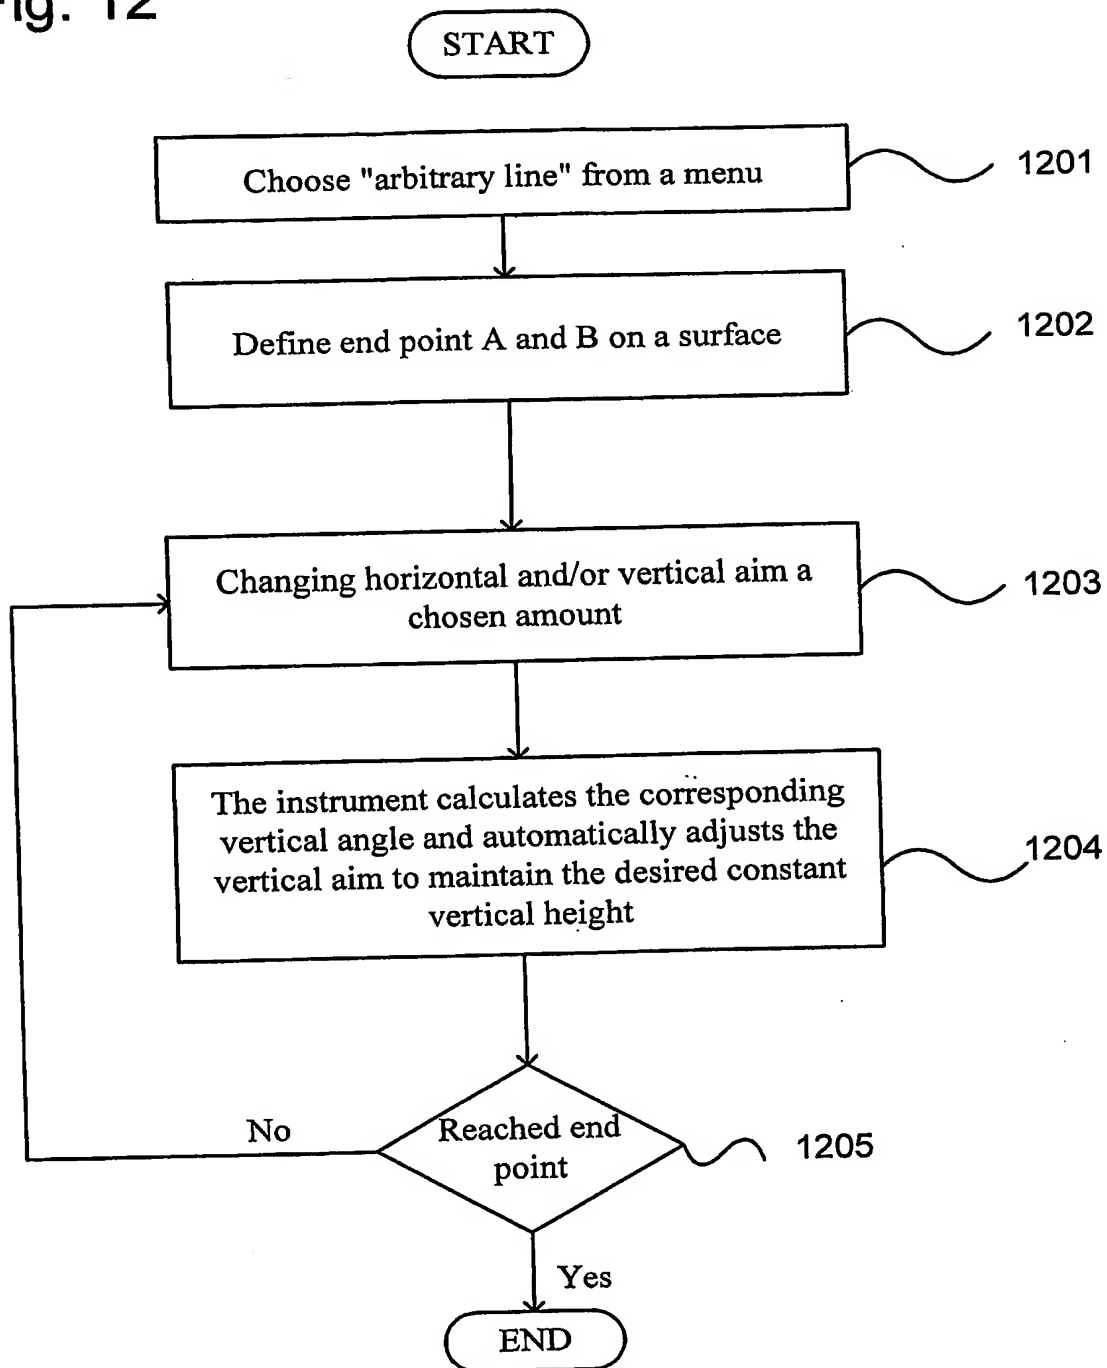 Fig. 12
START
Choose "arbitrary line" from a menu
1201
Define end point A and B on a surface
1202
Changing horizontal and/or vertical aim a
chosen amount
1203
The instrument calculates the corresponding
vertical angle and automatically adjusts the
vertical aim to maintain the desired constant
vertical height
1204
Reached end
point
1205
No
Yes
END